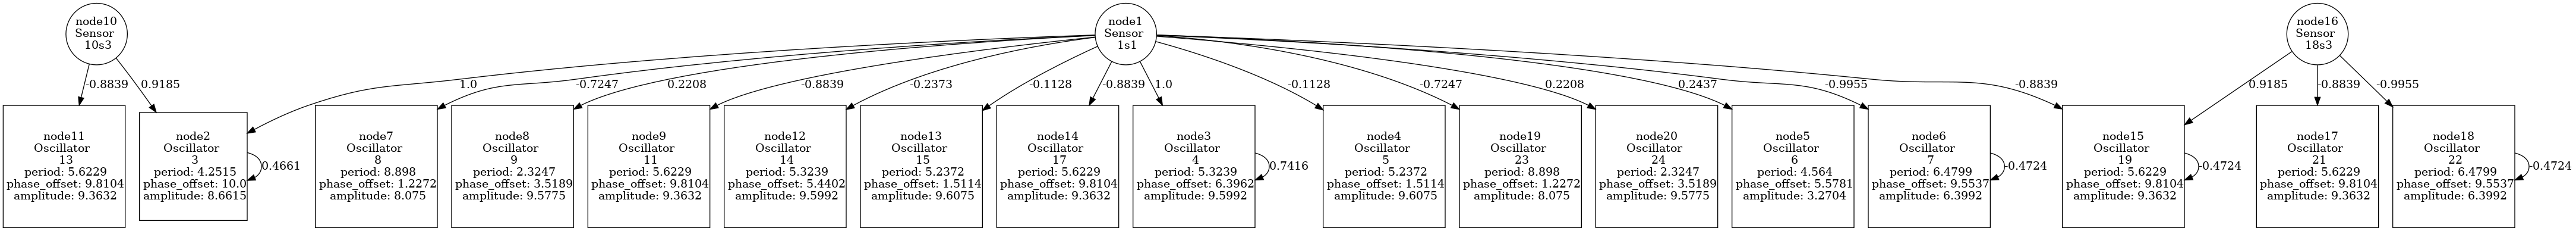 node10
Sensor
10s3
node1
Sensor
1s1
node16
Sensor
18s3
-0.8839
0.9185
1.0
-0.7247
0.2208
-0.8839
-0.2373
-0.1128
-0.8839
1.0
-0.1128
-0.7247
0.2208
0.2437
-0.9955
-0.8839
0.9185
-0.8839
-0.9955
node11
Oscillator
13
period: 5.6229
phase_offset: 9.8104
amplitude: 9.3632
node2
Oscillator
3
period: 4.2515
phase_offset: 10.0
amplitude: 8.6615
0.4661
node7
Oscillator
8
period: 8.898
phase_offset: 1.2272
amplitude: 8.075
node8
Oscillator
9
period: 2.3247
phase_offset: 3.5189
amplitude: 9.5775
node9
Oscillator
11
period: 5.6229
phase_offset: 9.8104
amplitude: 9.3632
node12
Oscillator
14
period: 5.3239
phase_offset: 5.4402
amplitude: 9.5992
node13
Oscillator
15
period: 5.2372
phase_offset: 1.5114
amplitude: 9.6075
node14
Oscillator
17
period: 5.6229
phase_offset: 9.8104
amplitude: 9.3632
node3
Oscillator
4
period: 5.3239
phase_offset: 6.3962
amplitude: 9.5992
0.7416
node4
Oscillator
5
period: 5.2372
phase_offset: 1.5114
amplitude: 9.6075
node19
Oscillator
23
period: 8.898
phase_offset: 1.2272
amplitude: 8.075
node20
Oscillator
24
period: 2.3247
phase_offset: 3.5189
amplitude: 9.5775
node5
Oscillator
6
period: 4.564
phase_offset: 5.5781
amplitude: 3.2704
node6
Oscillator
7
period: 6.4799
phase_offset: 9.5537
amplitude: 6.3992
-0.4724
node15
Oscillator
19
period: 5.6229
phase_offset: 9.8104
amplitude: 9.3632
-0.4724
node17
Oscillator
21
period: 5.6229
phase_offset: 9.8104
amplitude: 9.3632
node18
Oscillator
22
period: 6.4799
phase_offset: 9.5537
amplitude: 6.3992
-0.4724